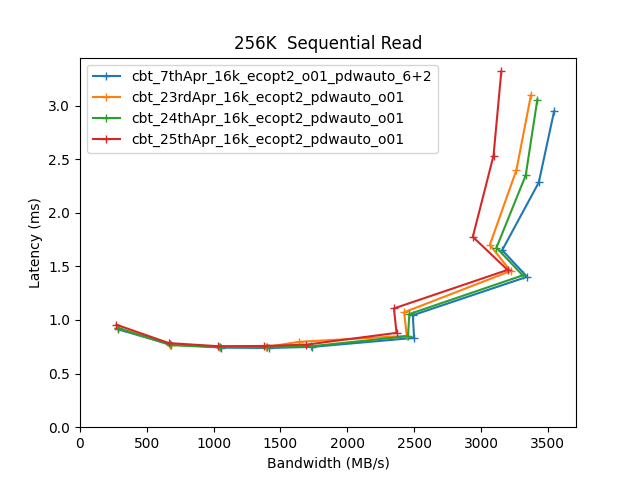 256K  Sequential Read
cbt_7thApr_16k_ecopt2_o01_pdwauto_6+2
cbt_23rdApr_16k_ecopt2_pdwauto_o01
cbt_24thApr_16k_ecopt2_pdwauto_o01
cbt_25thApr_16k_ecopt2_pdwauto_o01
Latency (ms)
3.0
2.5
2.0
1.5
1.0
0.5
0.0
0 500 1000 1500 2000 2500 3000 3500
Bandwidth (MB/s)